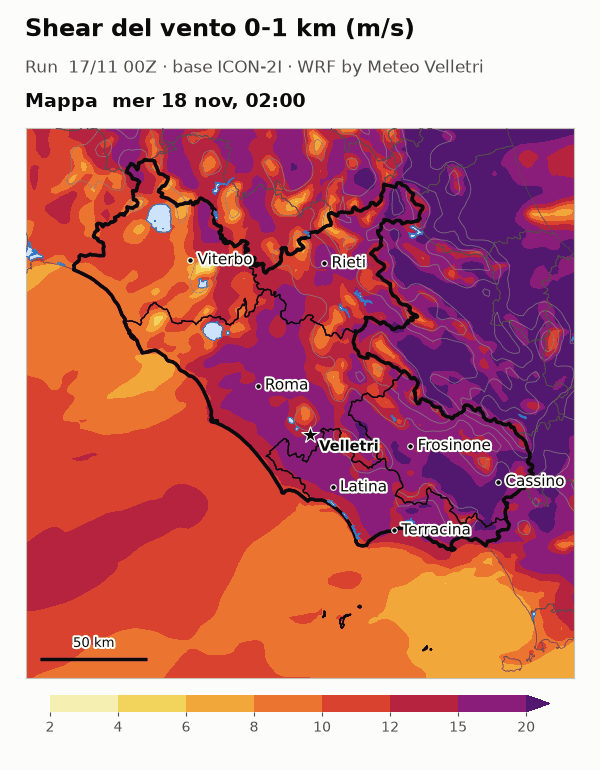 Shear del vento 0-1 km (m/s)
Run 17/11 00Z · base ICON-2I · WRF by Meteo Velletri
Mappa mer 18 nov, 02:00
Viterbo
Rieti
Roma
Velletri
Frosinone
Cassino
Latina
Terracina
50 km
2 4 6 8 10 12 15 20